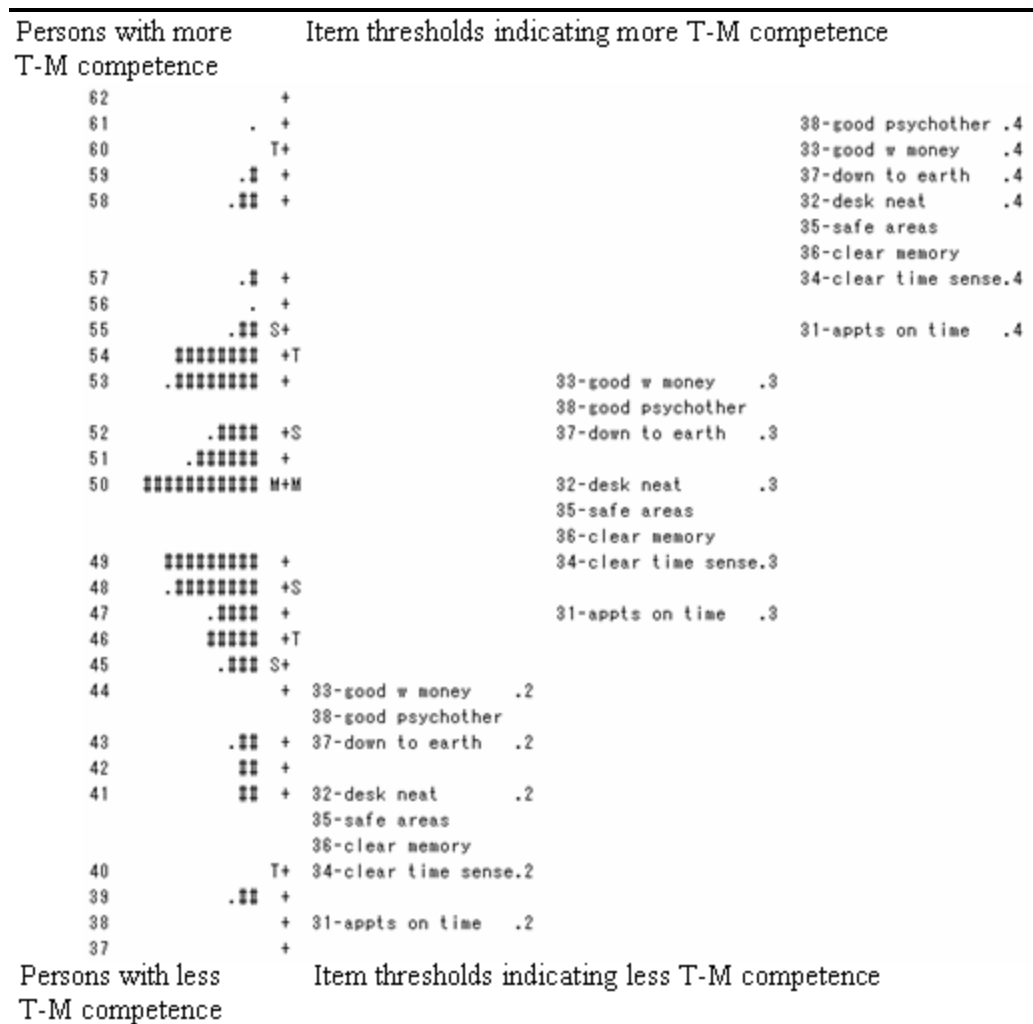 Persons with more Item thresholds indicating more T-M competence
T-M competence
62 +
61 . + 38-good psychother .4
60 T+ 33-good w money .4
59 .# + 37-down to earth .4
58 .## + 32-desk neat .4
35-safe areas
36-clear memory
57 .# + 34-clear time sense.4
56 . +
55 .## S+ 31-appts on time .4
54 ######## +T
53 .######## + 33-good w money .3
38-good psychother
52 .#### +S 37-down to earth .3
51 .###### +
50 ########### M+M 32-desk neat .3
35-safe areas
36-clear memory
49 ######### + 34-clear time sense.3
48 .######## +S
47 .#### + 31-appts on time .3
46 ##### +T
45 .### S+
44 + 33-good w money .2
38-good psychother
43 .## + 37-down to earth .2
42 ## +
41 ## + 32-desk neat .2
35-safe areas
36-clear memory
40 T+ 34-clear time sense.2
39 .## +
38 + 31-appts on time .2
37 +
Persons with less Item thresholds indicating less T-M competence
T-M competence